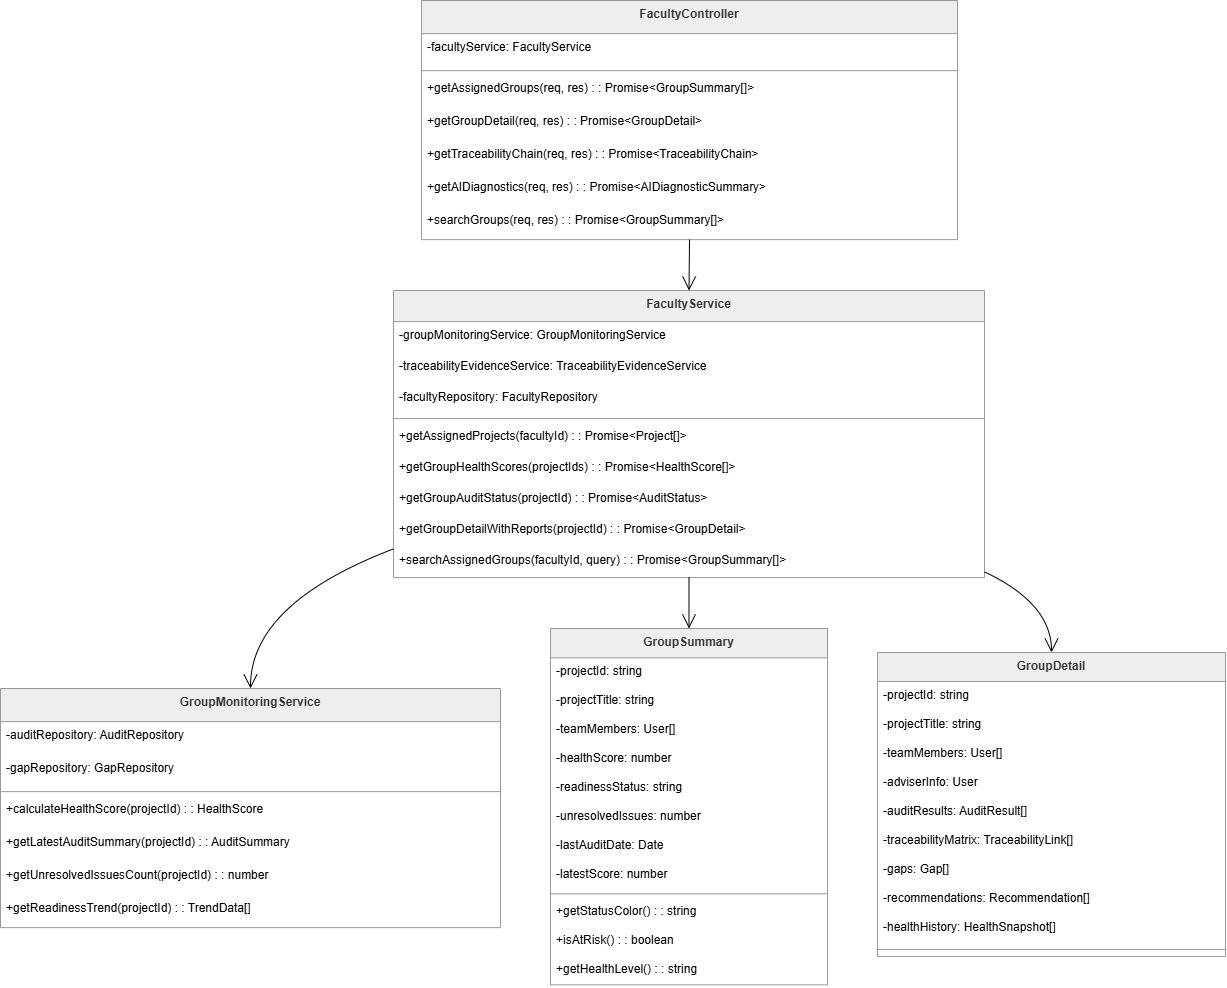 FacultyController
-facultyService: FacultyService
+getAssignedGroups(req, res) : : Promise<GroupSummary[]>
+getGroupDetail(req, res) : : Promise<GroupDetail>
+getTraceabilityChain(req, res) : : Promise<TraceabilityChain>
+getAIDiagnostics(req, res) : : Promise<AIDiagnosticSummary>
+searchGroups(req, res) : : Promise<GroupSummary[]>
FacultyService
-groupMonitoringService: GroupMonitoringService
-traceabilityEvidenceService: TraceabilityEvidenceService
-facultyRepository: FacultyRepository
+getAssignedProjects(facultyId) : : Promise<Project[]>
+getGroupHealthScores(projectIds) : : Promise<HealthScore[]>
+getGroupAuditStatus(projectId) : : Promise<AuditStatus>
+getGroupDetailWithReports(projectId) : : Promise<GroupDetail>
+searchAssignedGroups(facultyId, query) : : Promise<GroupSummary[]>
GroupMonitoringService
-auditRepository: AuditRepository
-gapRepository: GapRepository
+calculateHealthScore(projectId) : : HealthScore
+getLatestAuditSummary(projectId) : : AuditSummary
+getUnresolvedIssuesCount(projectId) : : number
+getReadinessTrend(projectId) : : TrendData[]
GroupSummary
-projectId: string
-projectTitle: string
-teamMembers: User[]
-healthScore: number
-readinessStatus: string
-unresolvedIssues: number
-lastAuditDate: Date
-latestScore: number
+getStatusColor() : : string
+isAtRisk() : : boolean
+getHealthLevel() : : string
GroupDetail
-projectId: string
-projectTitle: string
-teamMembers: User[]
-adviserInfo: User
-auditResults: AuditResult[]
-traceabilityMatrix: TraceabilityLink[]
-gaps: Gap[]
-recommendations: Recommendation[]
-healthHistory: HealthSnapshot[]